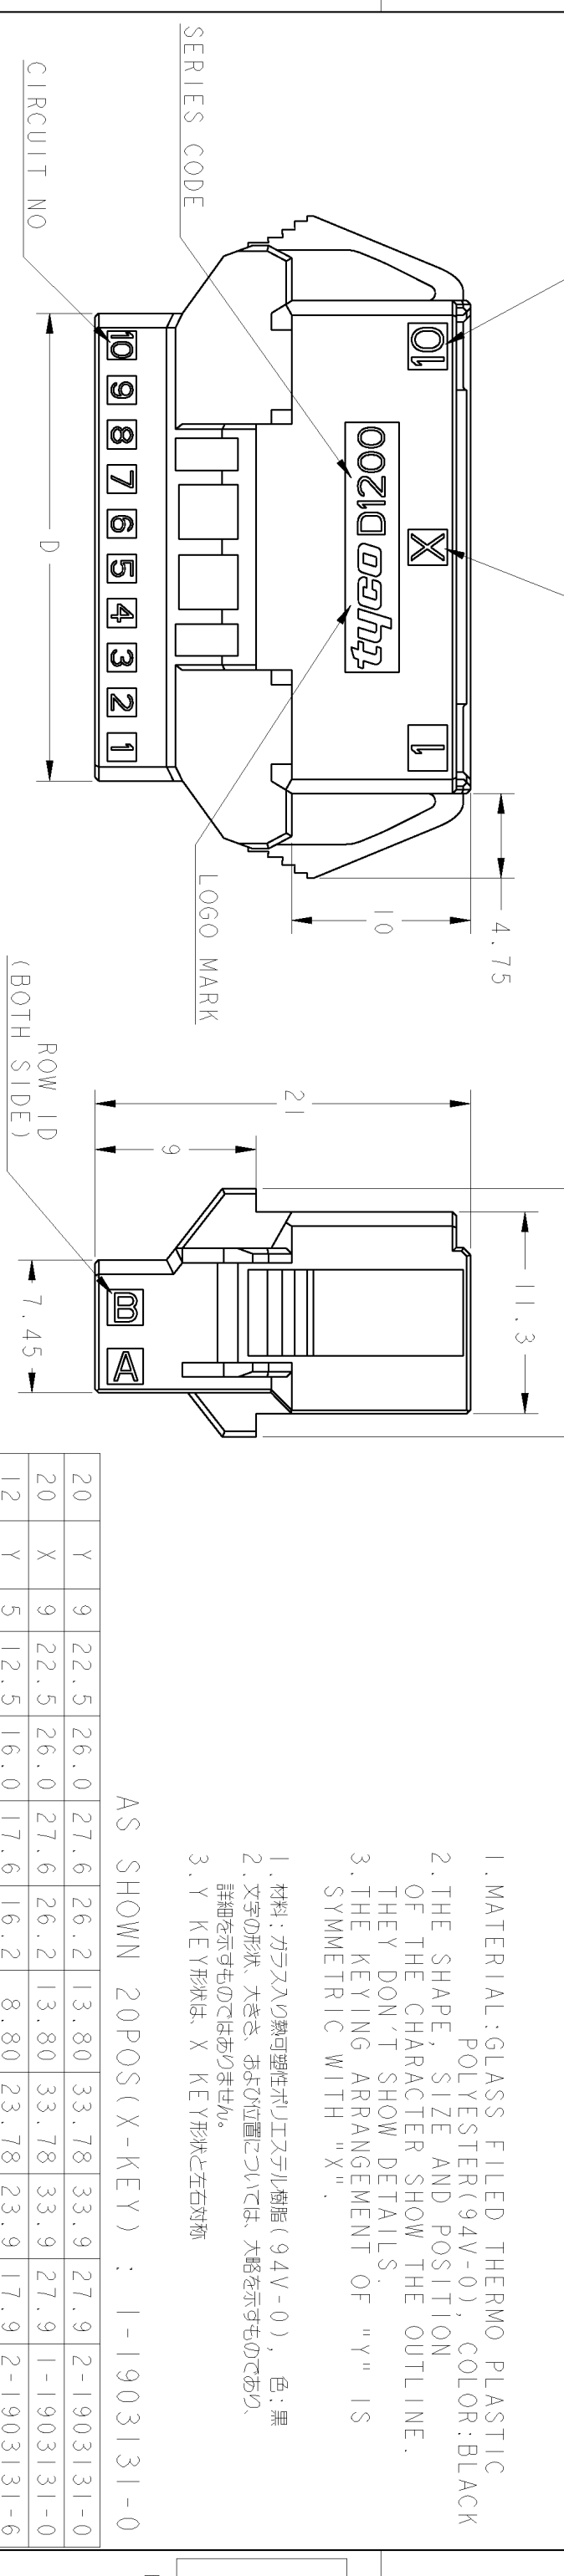 SERIES CODE
CIRCUIT NO
10
X
1
tyco D1200
10 9 8 7 6 5 4 3 2 1
D
LOGO MARK
4.75
10
ROW ID
(BOTH SIDE)
21
9
11.3
7.45
B
A
1.MATERIAL:GLASS FILED THERMO PLASTIC
POLYESTER(94V-0), COLOR:BLACK
2.THE SHAPE, SIZE AND POSITION
OF THE CHARACTER SHOW THE OUTLINE.
THEY DON'T SHOW DETAILS.
3.THE KEYING ARRANGEMENT OF "Y" IS
SYMMETRIC WITH "X".
1.材料:ガラス入り熱可塑性ポリエステル樹脂(94V-0), 色:黒
2.文字の形状、大きさ、および位置については、大略を示すものであり、
詳細を示すものではありません。
3.Y KEY形状は、X KEY形状と左右対称
AS SHOWN 20POS(X-KEY) : 1-1903131-0
20 Y 9 22.5 26.0 27.6 26.2 13.80 33.78 33.9 27.9 2-1903131-0
20 X 9 22.5 26.0 27.6 26.2 13.80 33.78 33.9 27.9 1-1903131-0
12 Y 5 12.5 16.0 17.6 16.2 8.80 23.78 23.9 17.9 2-1903131-6